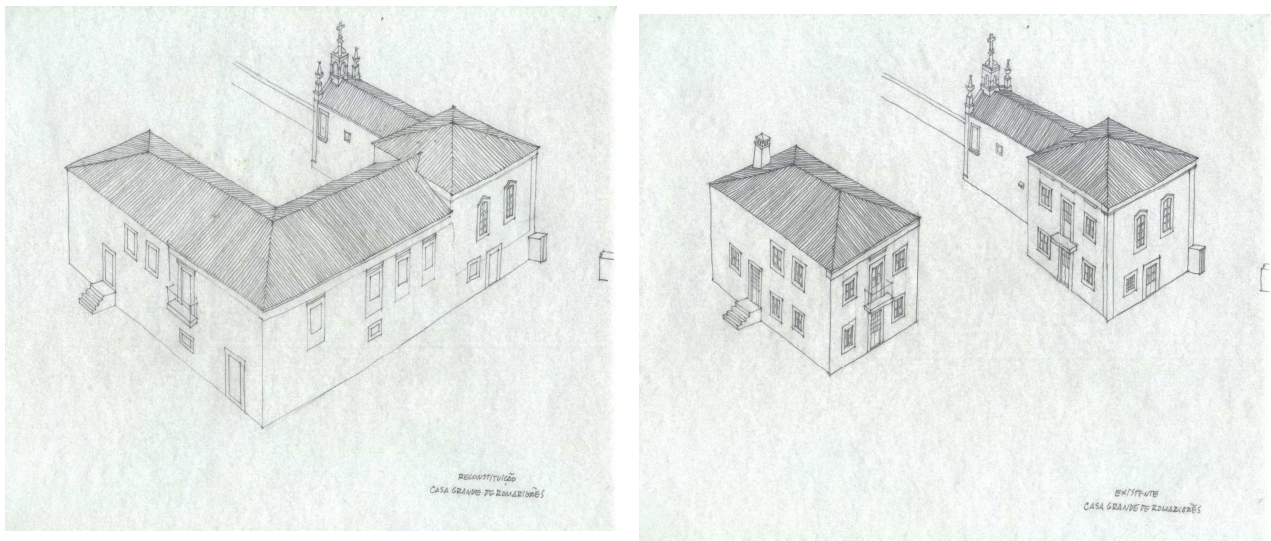 RECONSTITUIÇÃO
CASA GRANDE DE ROMARIGÃES
EXISTENTE
CASA GRANDE DE ROMARIGÃES